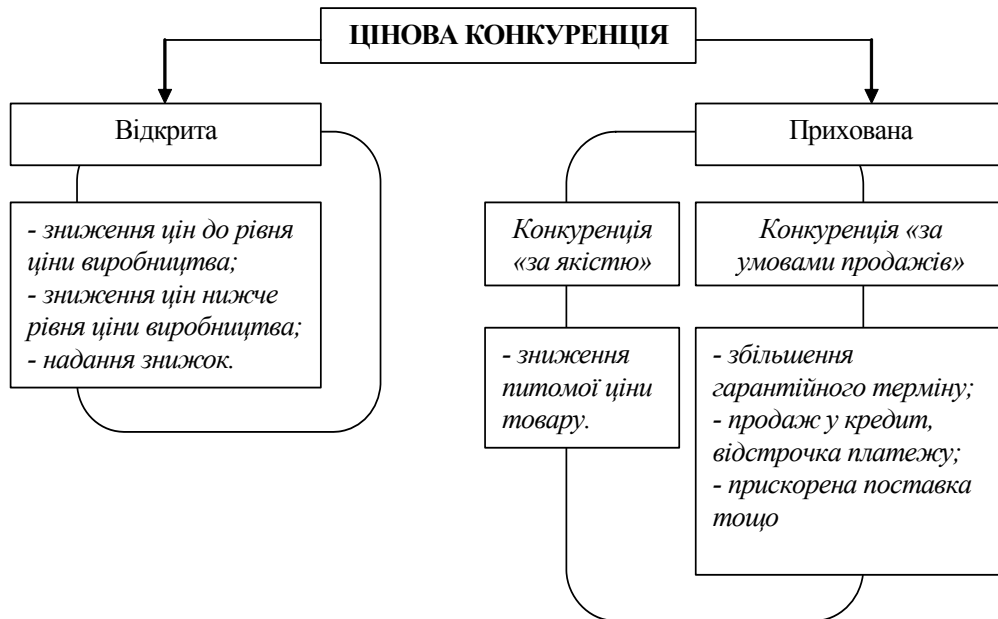 ЦІНОВА КОНКУРЕНЦІЯ
Відкрита
Прихована
- зниження цін до рівня
ціни виробництва;
- зниження цін нижче
рівня ціни виробництва;
- надання знижок.
Конкуренція
«за якістю»
Конкуренція «за
умовами продажів»
- зниження
питомої ціни
товару.
- збільшення
гарантійного терміну;
- продаж у кредит,
відстрочка платежу;
- прискорена поставка
тощо